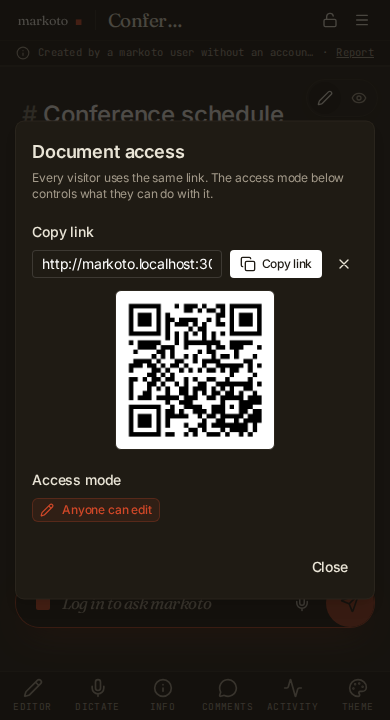 markoto
Confer...
Created by a markoto user without an accoun… · Report
# Conference schedule
Document access
Every visitor uses the same link. The access mode below
controls what they can do with it.
Copy link
http://markoto.localhost:30
Copy link
Access mode
Anyone can edit
Close
Log in to ask markoto
EDITOR
DICTATE
INFO
COMMENTS
ACTIVITY
THEME